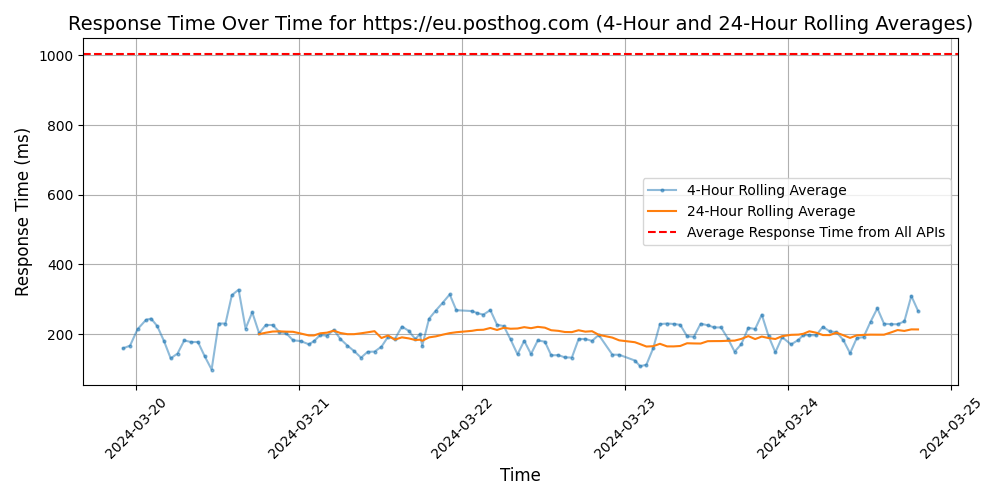 Response Time Over Time for https://eu.posthog.com (4-Hour and 24-Hour Rolling Averages)
Response Time (ms)
1000
800
600
400
200
4-Hour Rolling Average
24-Hour Rolling Average
Average Response Time from All APIs
2024-03-20
2024-03-21
2024-03-22
2024-03-23
2024-03-24
2024-03-25
Time